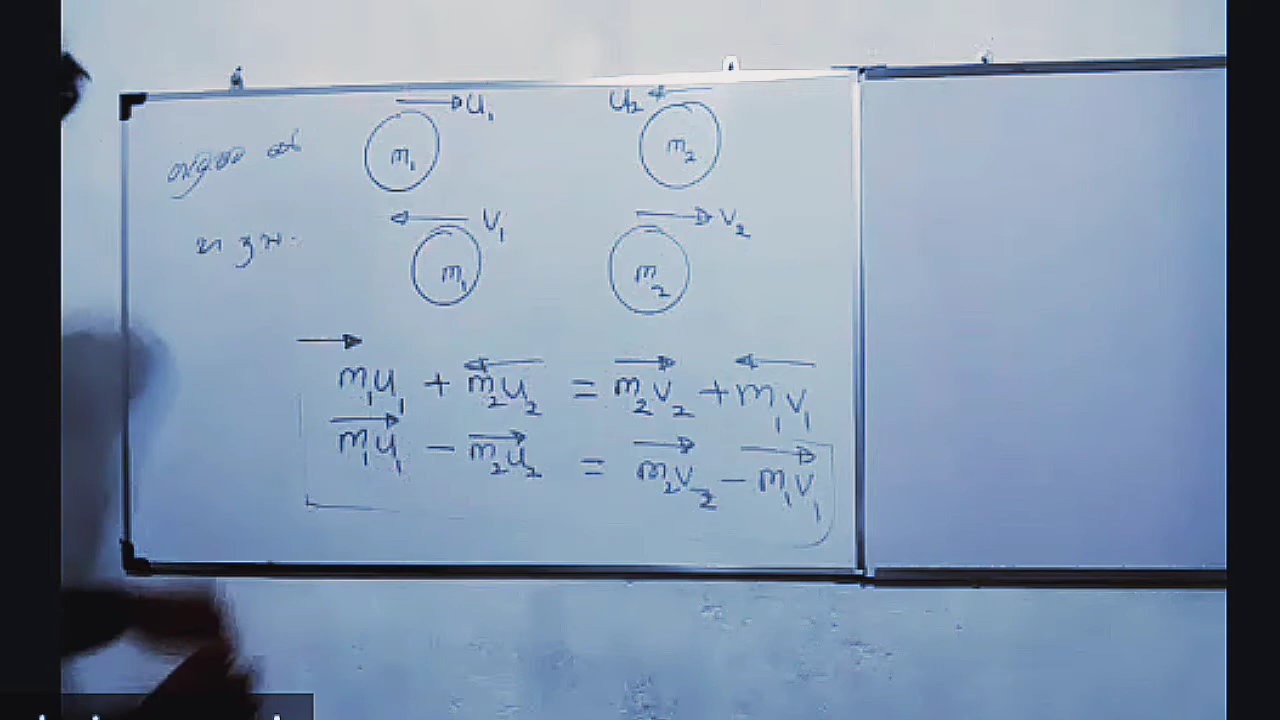 u₁ u₂
m₁ m₂
v₁ v₂
m₁ m₂
m₁u₁ + m₂u₂ = m₂v₂ + m₁v₁
m₁u₁ - m₂u₂ = m₂v₂ - m₁v₁